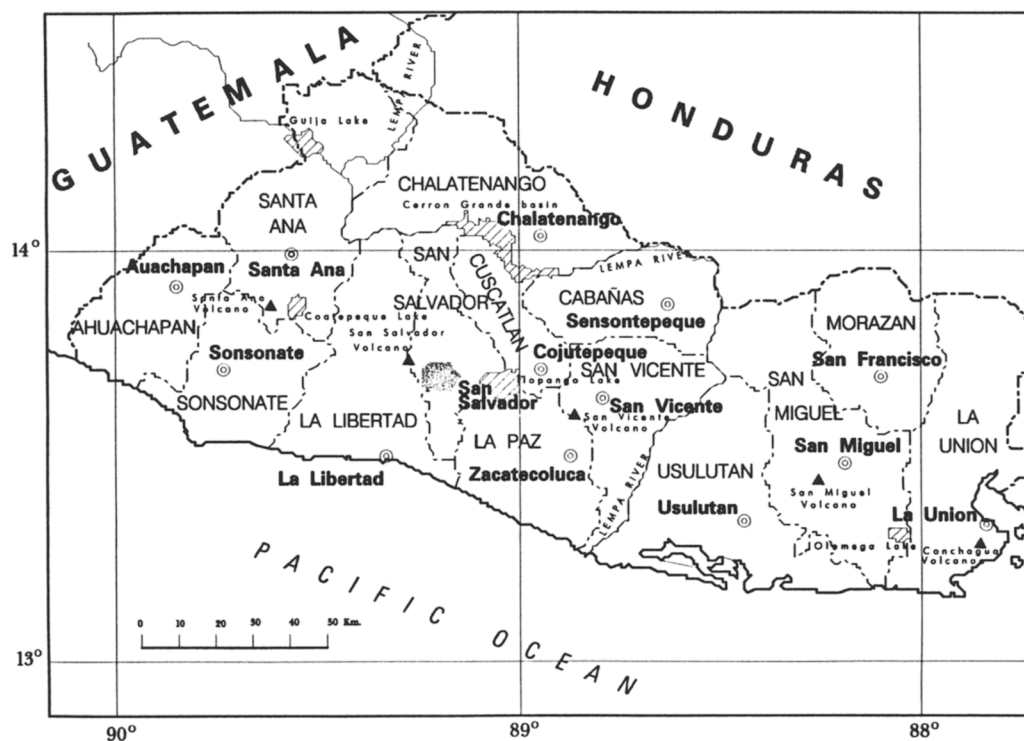 GUATEMALA
HONDURAS
LEMPA RIVER
LEMPA RIVER
Guija Lake
CHALATENANGO
Cerron Grande basin
Chalatenango
SANTA
ANA
14°
SAN
SALVADOR
CUSCATLAN
LEMPA RIVER
Auachapan
Santa Ana
Santa Ana
Volcano
Coatepeque Lake
CABAÑAS
Sensontepeque
AHUACHAPAN
San Salvador
Volcano
MORAZAN
Sonsonate
Cojutepeque
San Francisco
SAN VICENTE
Ilopango Lake
San
Salvador
SONSONATE
LA LIBERTAD
San Vicente
San Vicente
Volcano
SAN
MIGUEL
LA
UNION
LA PAZ
San Miguel
La Libertad
Zacatecoluca
USULUTAN
San Miguel
Volcano
LEMPA RIVER
Usulutan
La Union
Olomega Lake
Conchagua
Volcano
PACIFIC OCEAN
0 10 20 30 40 50 Km.
13°
90°
89°
88°